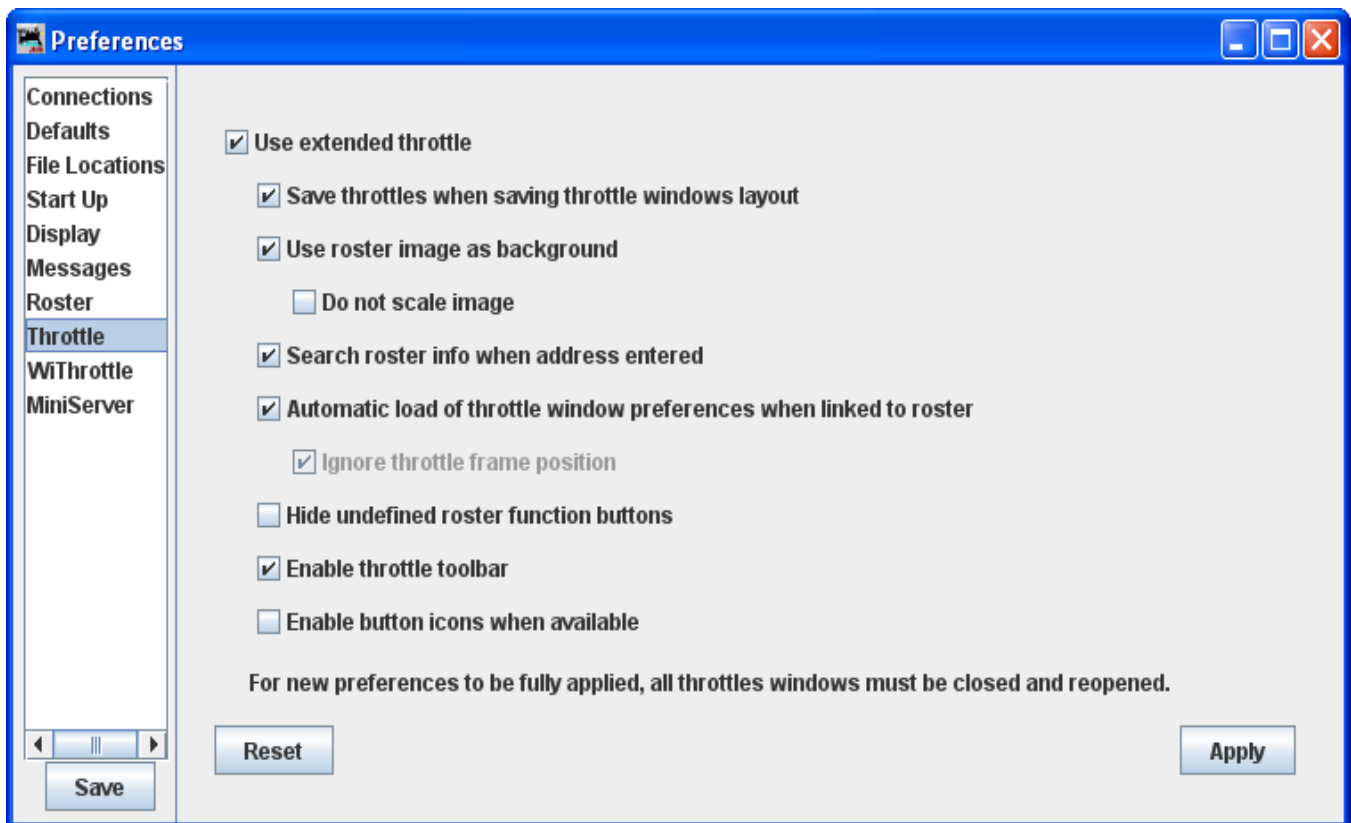 Preferences
Connections
Defaults
File Locations
Start Up
Display
Messages
Roster
Throttle
WiThrottle
MiniServer
Save
Use extended throttle
Save throttles when saving throttle windows layout
Use roster image as background
Do not scale image
Search roster info when address entered
Automatic load of throttle window preferences when linked to roster
Ignore throttle frame position
Hide undefined roster function buttons
Enable throttle toolbar
Enable button icons when available
For new preferences to be fully applied, all throttles windows must be closed and reopened.
Reset
Apply